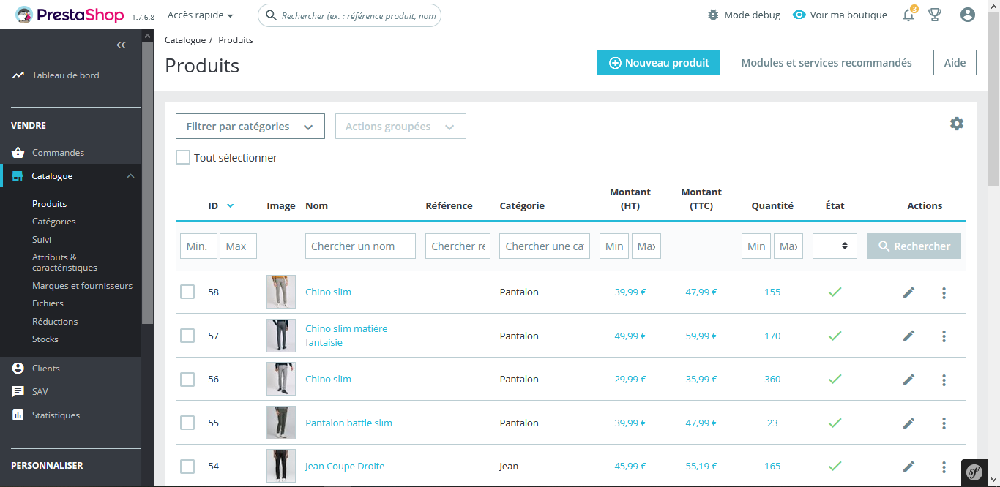 PrestaShop 1.7.6.8 Accès rapide Rechercher (ex. : référence produit, nom Mode debug Voir ma boutique 3
Catalogue / Produits
Produits
Nouveau produit Modules et services recommandés Aide
Tableau de bord
VENDRE
Commandes
Catalogue
Produits
Catégories
Suivi
Attributs &
caractéristiques
Marques et fournisseurs
Fichiers
Réductions
Stocks
Clients
SAV
Statistiques
PERSONNALISER
Filtrer par catégories Actions groupées
Tout sélectionner
ID Image Nom Référence Catégorie Montant (HT) Montant (TTC) Quantité État Actions
Min. Max Chercher un nom Chercher re Chercher une ca Min Max Min Max Rechercher
58 Chino slim Pantalon 39,99 € 47,99 € 155
57 Chino slim matière fantaisie Pantalon 49,99 € 59,99 € 170
56 Chino slim Pantalon 29,99 € 35,99 € 360
55 Pantalon battle slim Pantalon 39,99 € 47,99 € 23
54 Jean Coupe Droite Jean 45,99 € 55,19 € 165
sf